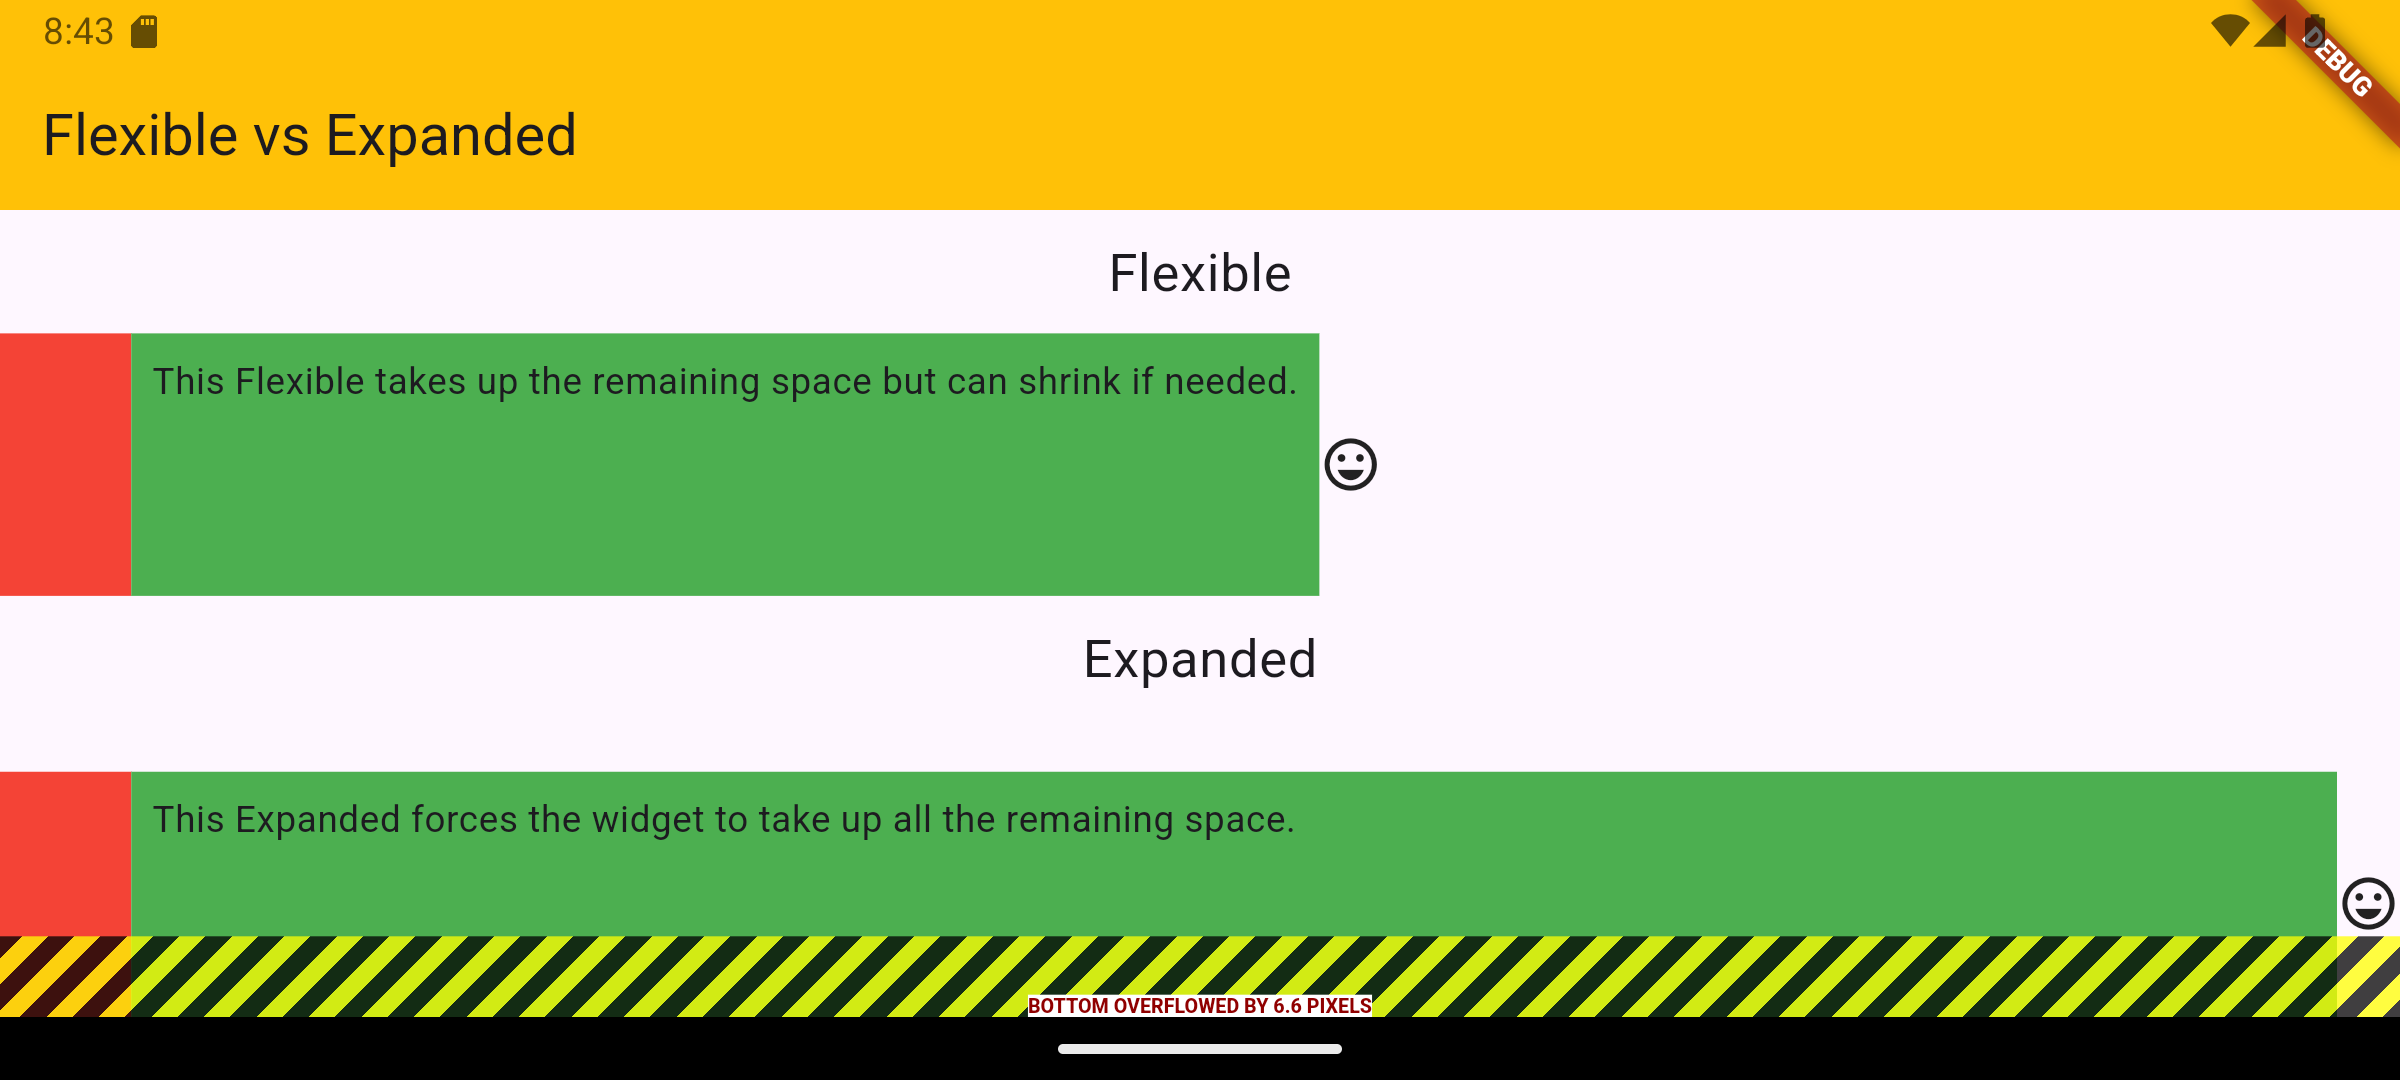 8:43
DEBUG
Flexible vs Expanded
Flexible
This Flexible takes up the remaining space but can shrink if needed.
Expanded
This Expanded forces the widget to take up all the remaining space.
BOTTOM OVERFLOWED BY 6.6 PIXELS